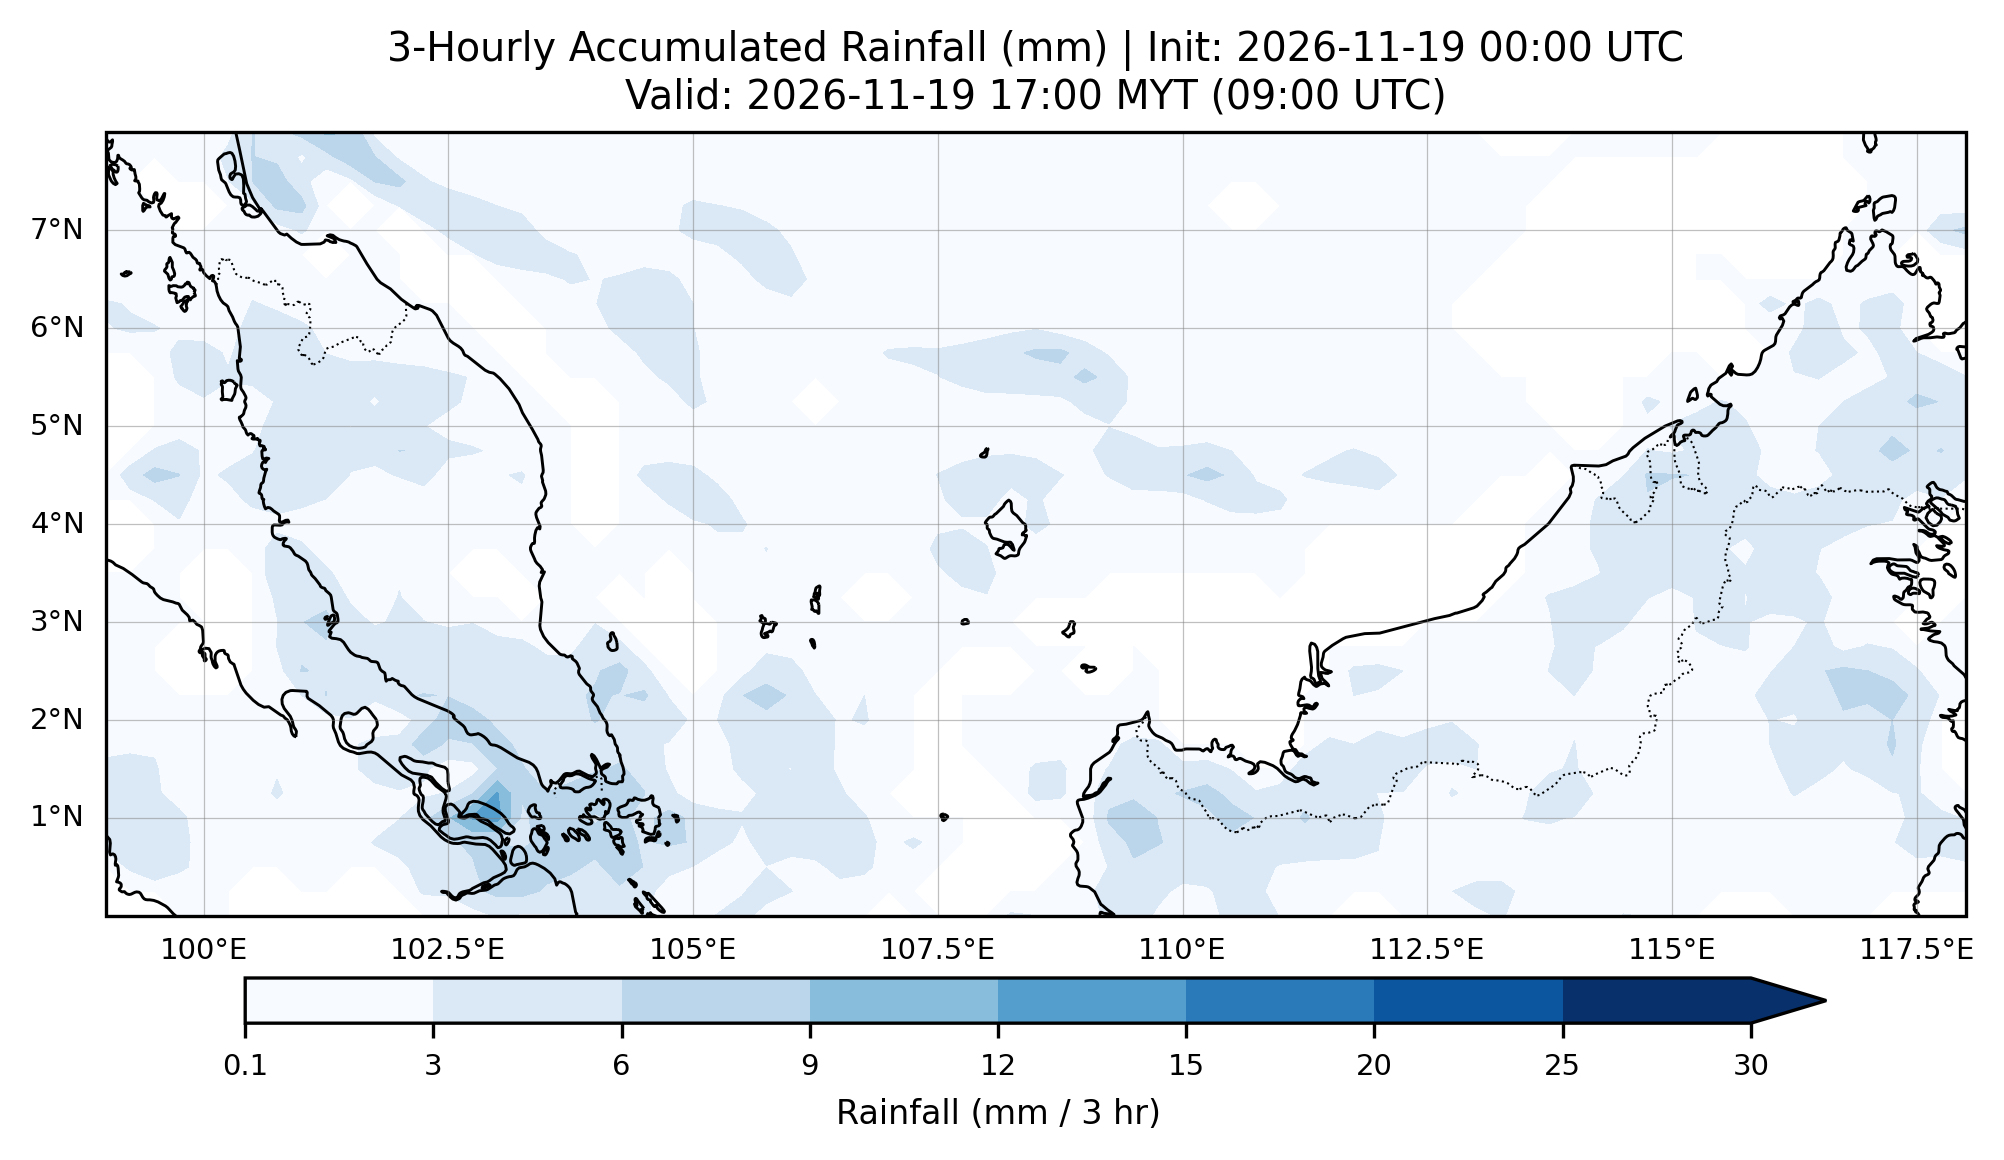 3-Hourly Accumulated Rainfall (mm) | Init: 2026-11-19 00:00 UTC
Valid: 2026-11-19 17:00 MYT (09:00 UTC)
7°N
6°N
5°N
4°N
3°N
2°N
1°N
100°E 102.5°E 105°E 107.5°E 110°E 112.5°E 115°E 117.5°E
0.1 3 6 9 12 15 20 25 30
Rainfall (mm / 3 hr)